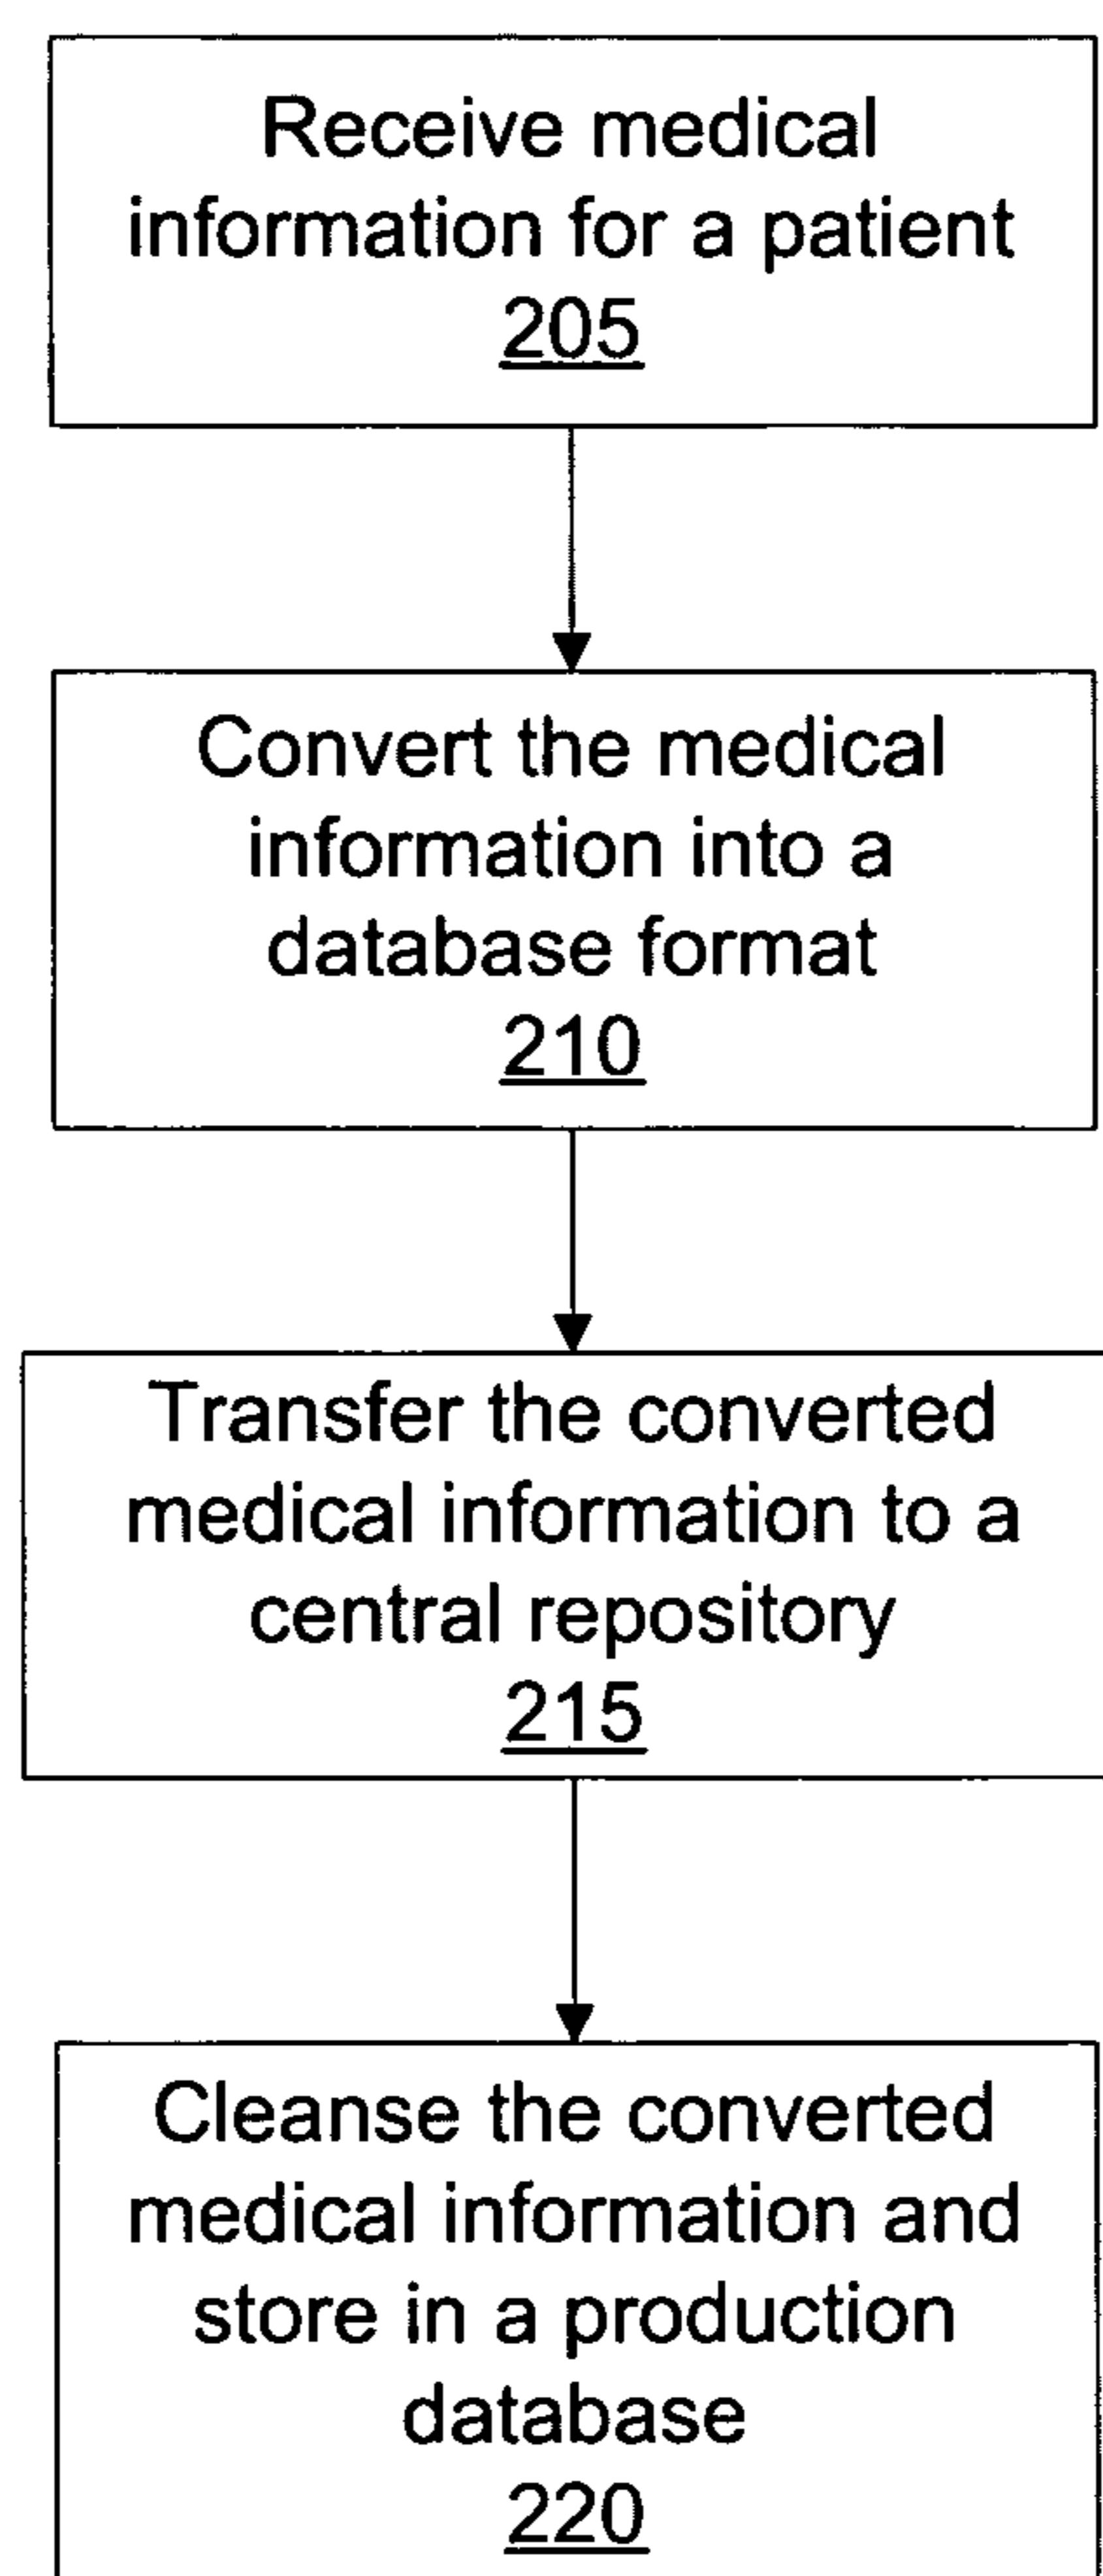 Receive medical
information for a patient
205
Convert the medical
information into a
database format
210
Transfer the converted
medical information to a
central repository
215
Cleanse the converted
medical information and
store in a production
database
220